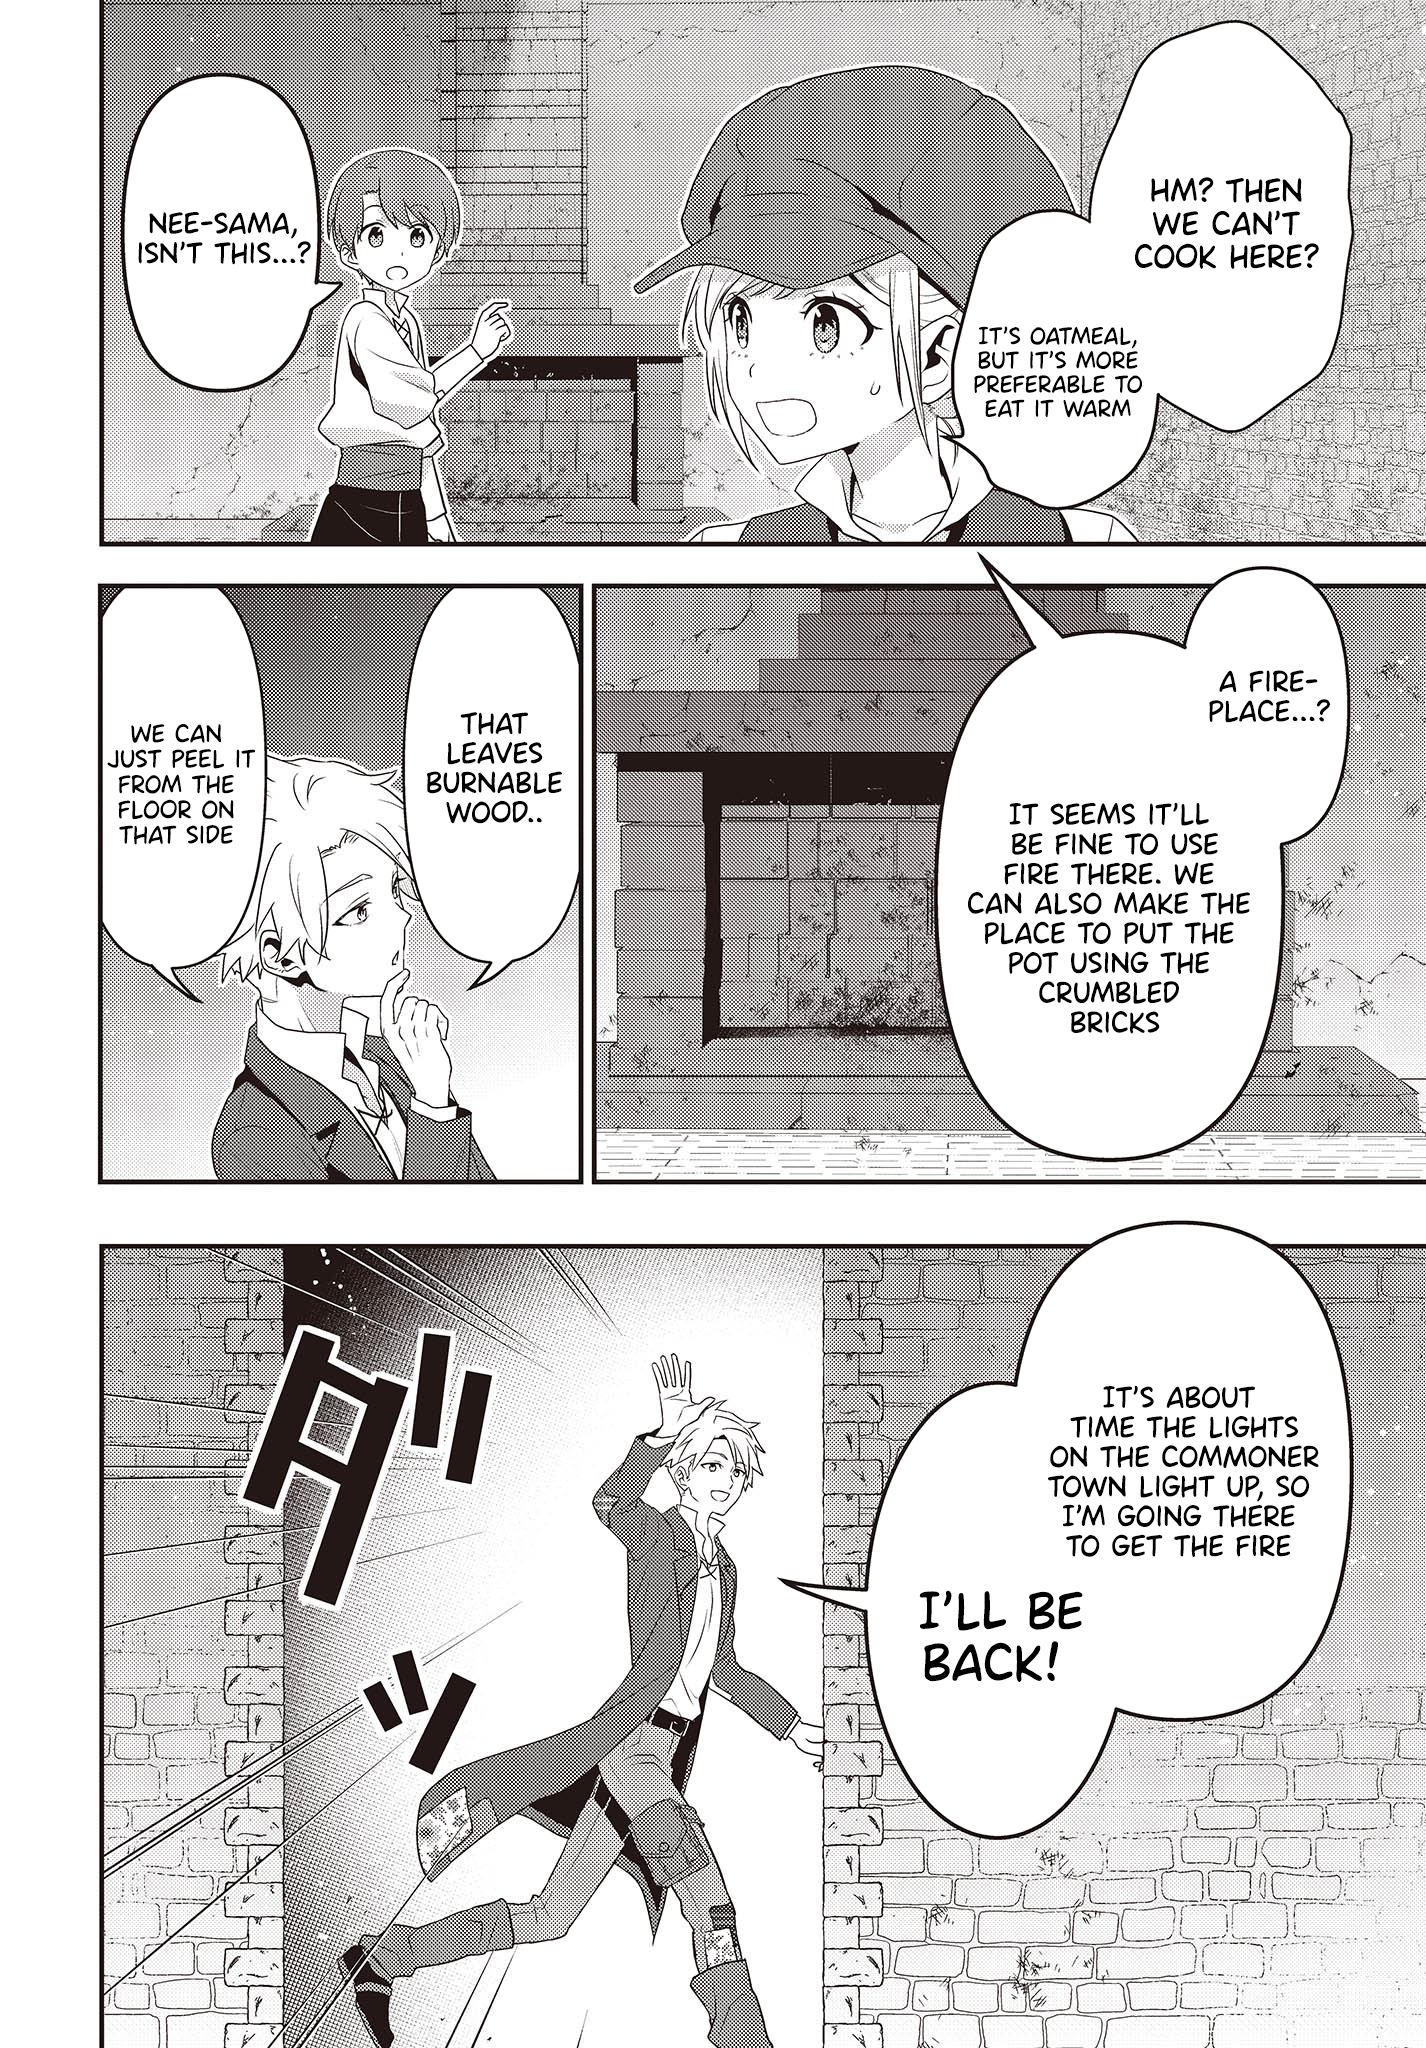 HM? THEN
WE CAN'T
COOK HERE?
IT'S OATMEAL,
BUT IT'S MORE
PREFERABLE TO
EAT IT WARM
NEE-SAMA,
ISN'T THIS...?
A FIRE-
PLACE...?
IT SEEMS IT'LL
BE FINE TO USE
FIRE THERE. WE
CAN ALSO MAKE THE
PLACE TO PUT THE
POT USING THE
CRUMBLED
BRICKS
THAT
LEAVES
BURNABLE
WOOD..
WE CAN
JUST PEEL IT
FROM THE
FLOOR ON
THAT SIDE
IT'S ABOUT
TIME THE LIGHTS
ON THE COMMONER
TOWN LIGHT UP, SO
I'M GOING THERE
TO GET THE FIRE
I'LL BE
BACK!
ダッ
ッ